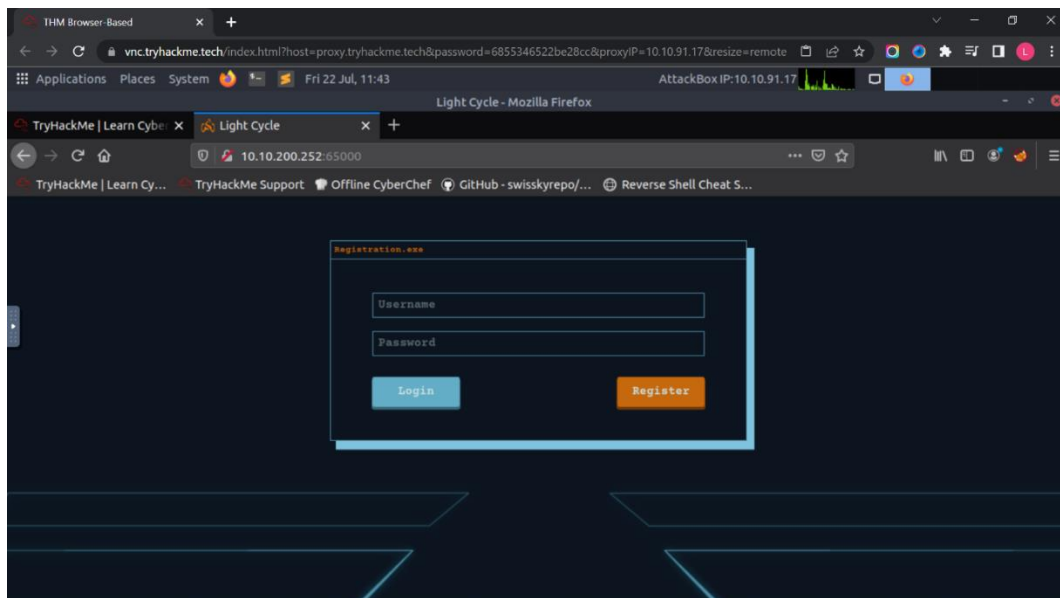 THM Browser-Based
vnc.tryhackme.tech/index.html?host=proxy.tryhackme.tech&password=6855346522be28cc&proxyIP=10.10.91.17&resize=remote
L
Applications Places System Fri 22 Jul, 11:43 AttackBox IP:10.10.91.17
Light Cycle - Mozilla Firefox
TryHackMe | Learn Cyber Light Cycle
10.10.200.252:65000
TryHackMe | Learn Cy... TryHackMe Support Offline CyberChef GitHub - swisskyrepo/... Reverse Shell Cheat S...
Registration.exe
Username
Password
Login Register